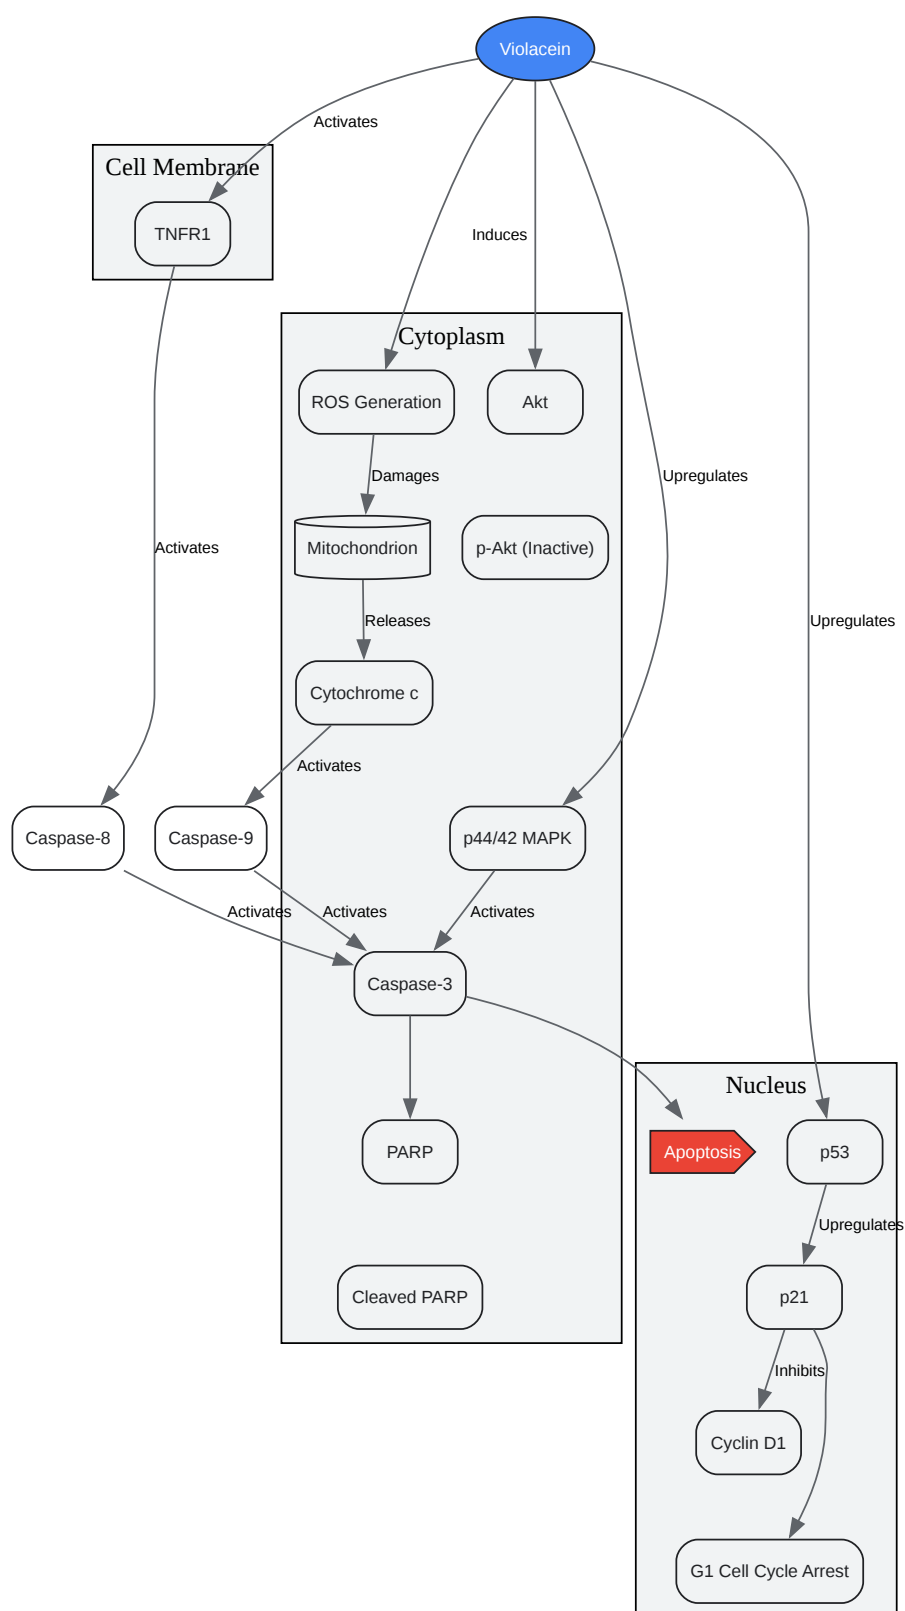 Violacein
Activates
Cell Membrane
TNFR1
Induces
Cytoplasm
ROS Generation
Akt
Damages
Upregulates
Mitochondrion
p-Akt (Inactive)
Activates
Releases
Upregulates
Cytochrome c
Activates
Caspase-8
Caspase-9
p44/42 MAPK
Activates
Activates
Activates
Caspase-3
Nucleus
PARP
Apoptosis
p53
Upregulates
Cleaved PARP
p21
Inhibits
Cyclin D1
G1 Cell Cycle Arrest